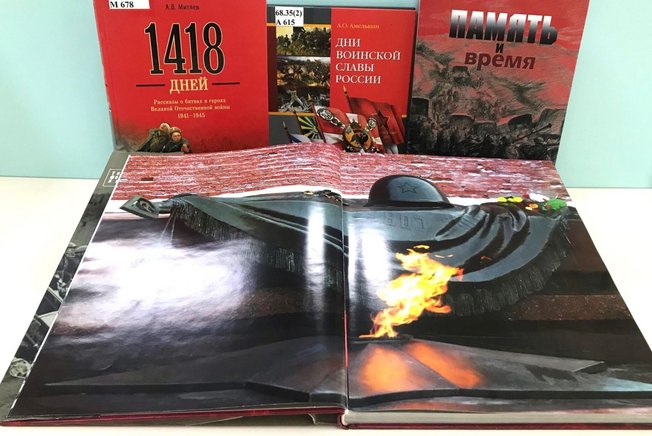 М 678
А.В. Митяев
1418
ДНЕЙ
Рассказы о битвах и героях
Великой Отечественной войны
1941–1945
68.35(2)
А 615
А.О. Амелькин
ДНИ
ВОИНСКОЙ
СЛАВЫ
РОССИИ
ПАМЯТЬ
и
время